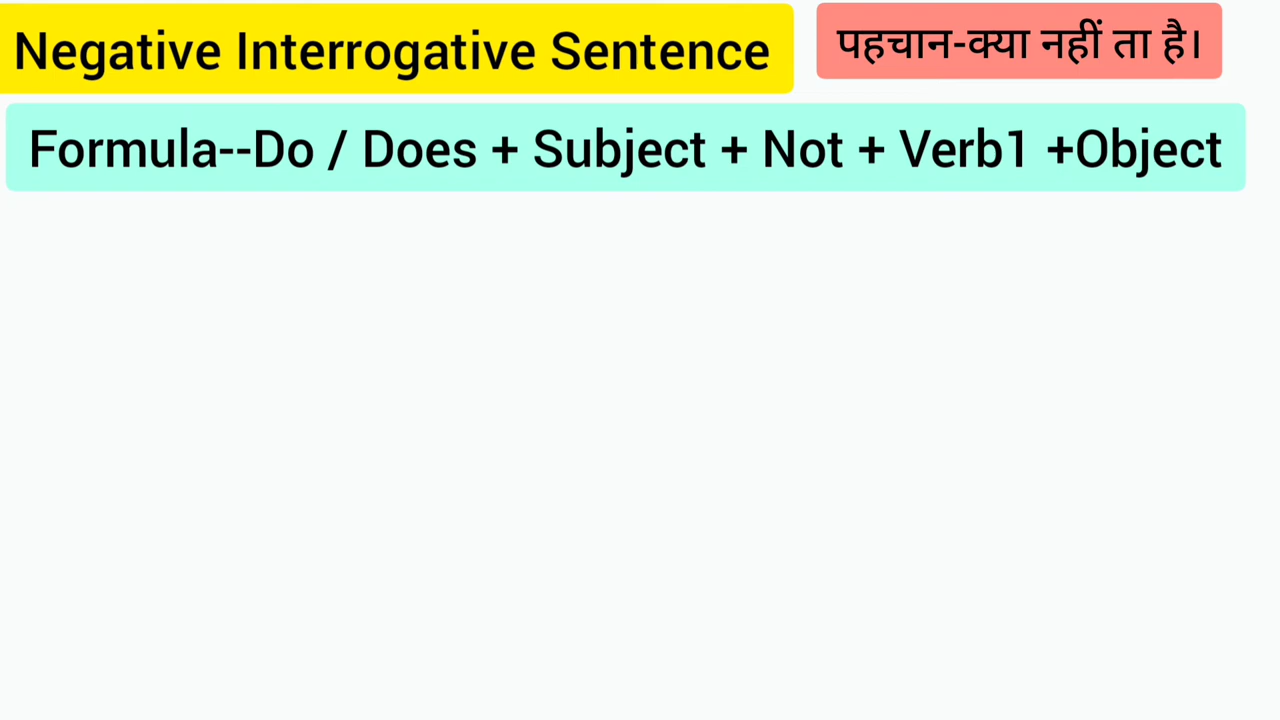 Negative Interrogative Sentence
पहचान-क्या नहीं ता है।
Formula--Do / Does + Subject + Not + Verb1 +Object